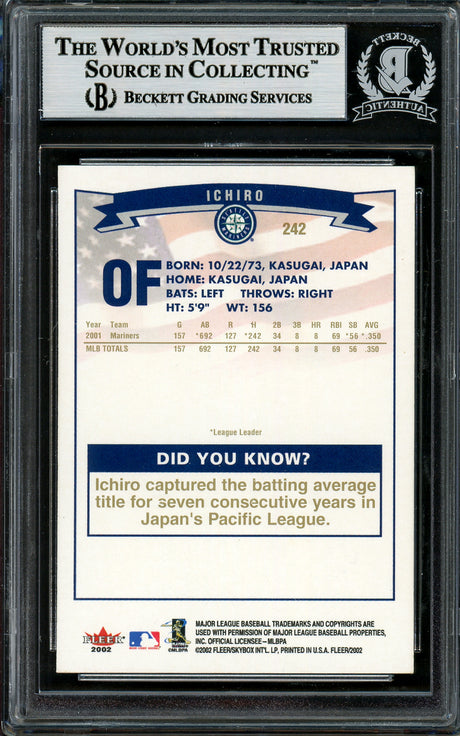 THE WORLD'S MOST TRUSTED
SOURCE IN COLLECTING™
(B) BECKETT GRADING SERVICES
BECKETT
B
AUTHENTIC
ICHIRO
242
OF
BORN: 10/22/73, KASUGAI, JAPAN
HOME: KASUGAI, JAPAN
BATS: LEFT THROWS: RIGHT
HT: 5'9" WT: 156
Year Team G AB R H 2B 3B HR RBI SB AVG
2001 Mariners 157 *692 127 *242 34 8 8 69 *56 *.350
MLB TOTALS 157 692 127 242 34 8 8 69 56 .350
*League Leader
DID YOU KNOW?
Ichiro captured the batting average
title for seven consecutive years in
Japan's Pacific League.
FLEER
2002
MAJOR LEAGUE BASEBALL TRADEMARKS AND COPYRIGHTS ARE
USED WITH PERMISSION OF MAJOR LEAGUE BASEBALL PROPERTIES,
INC. OFFICIAL LICENSEE–MLBPA
©2002 FLEER/SKYBOX INT'L. LP, PRINTED IN U.S.A. FLEER/2002
©MLBPA